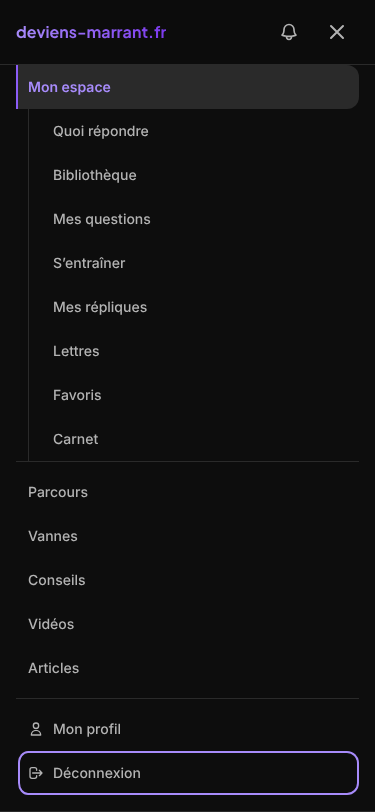 deviens-marrant.fr
Mon espace
Quoi répondre
Bibliothèque
Mes questions
S’entraîner
Mes répliques
Lettres
Favoris
Carnet
Parcours
Vannes
Conseils
Vidéos
Articles
Mon profil
Déconnexion